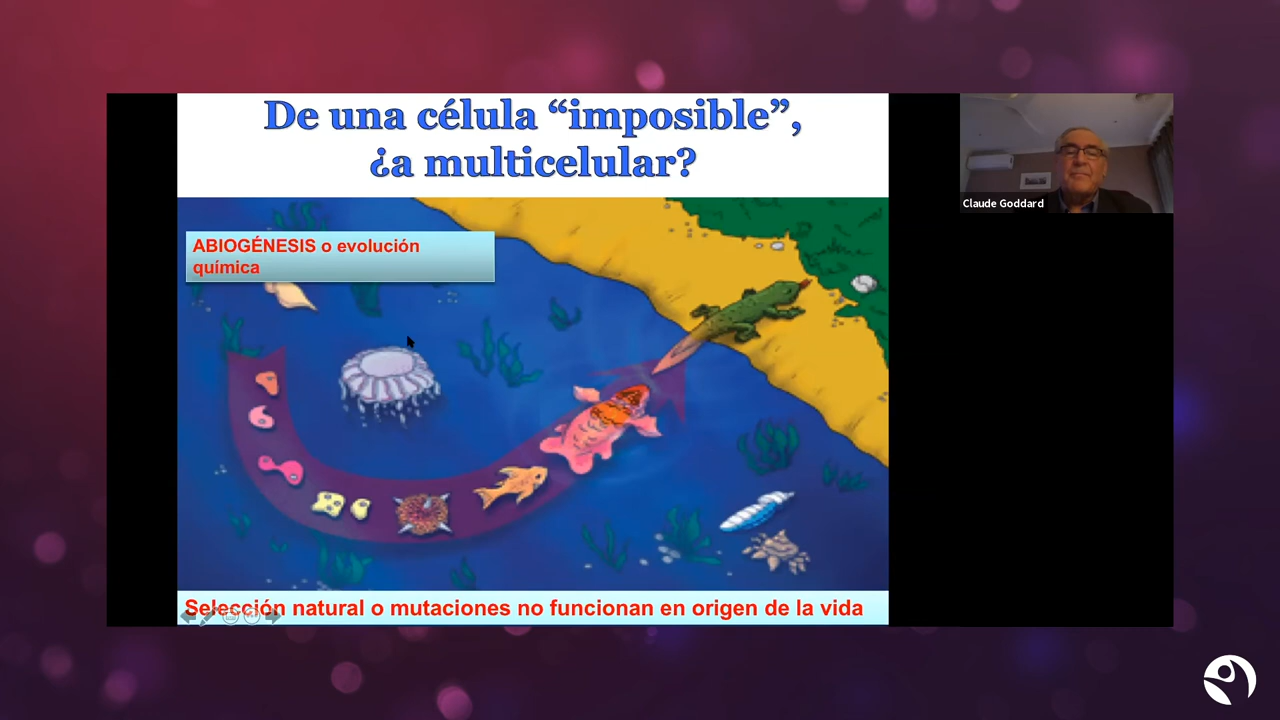 De una célula “imposible”,
¿a multicelular?
ABIOGÉNESIS o evolución
química
Claude Goddard
Selección natural o mutaciones no funcionan en origen de la vida